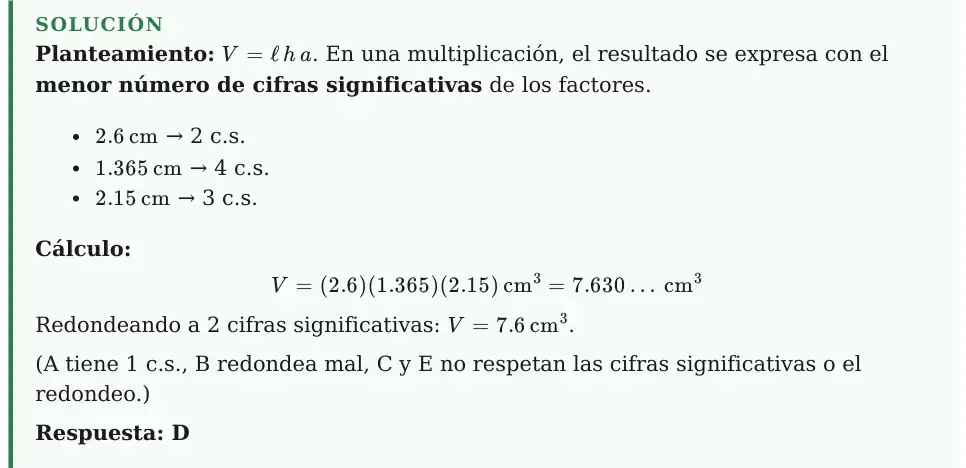 SOLUCIÓN
Planteamiento: V = ℓ h a. En una multiplicación, el resultado se expresa con el
menor número de cifras significativas de los factores.
• 2.6 cm → 2 c.s.
• 1.365 cm → 4 c.s.
• 2.15 cm → 3 c.s.
Cálculo:
V = (2.6)(1.365)(2.15) cm³ = 7.630 … cm³
Redondeando a 2 cifras significativas: V = 7.6 cm³.
(A tiene 1 c.s., B redondea mal, C y E no respetan las cifras significativas o el
redondeo.)
Respuesta: D